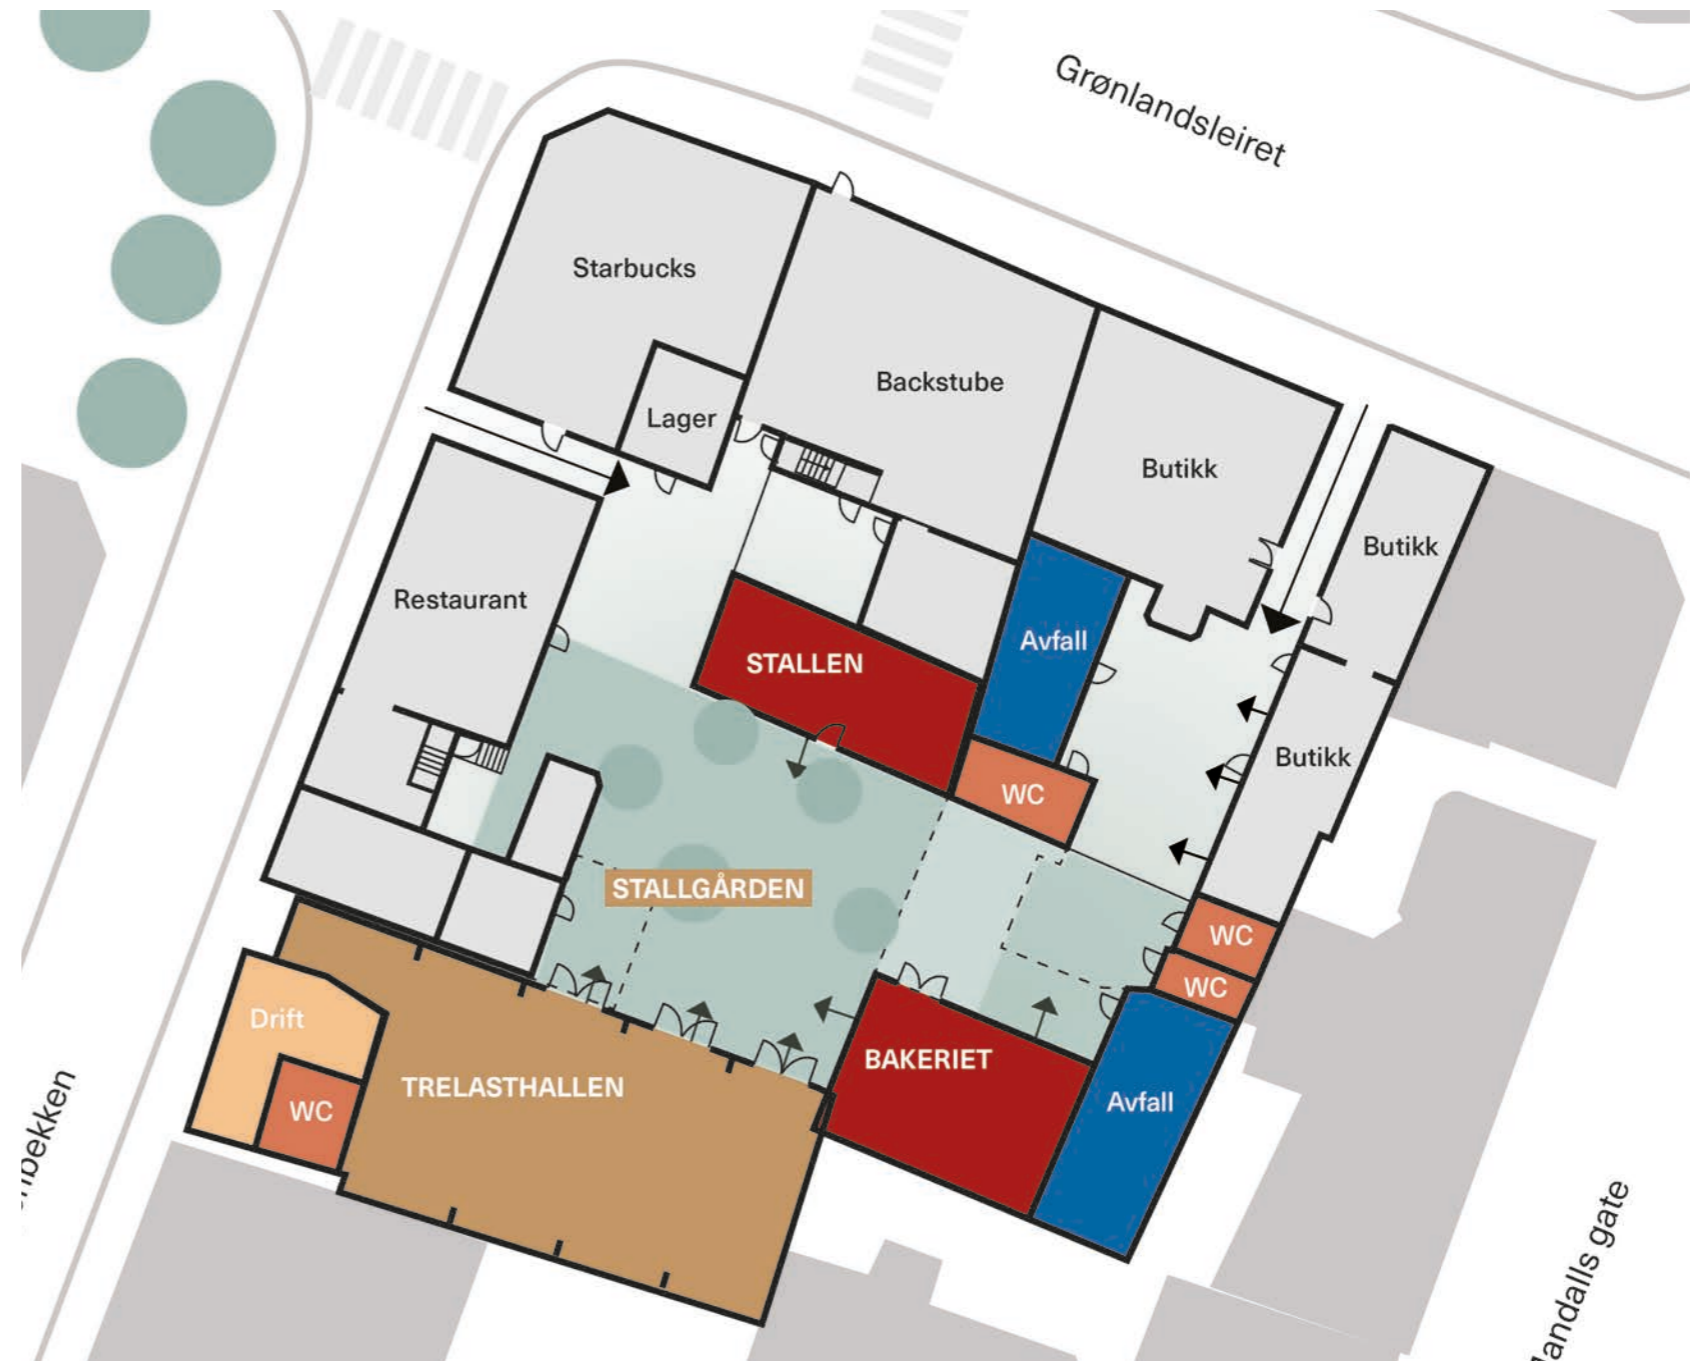 Grønlandsleiret
Starbucks
Backstube
Lager
Butikk
Butikk
Restaurant
Avfall
STALLEN
Butikk
WC
STALLGÅRDEN
WC
WC
Drift
BAKERIET
TRELASTHALLEN
WC
Avfall